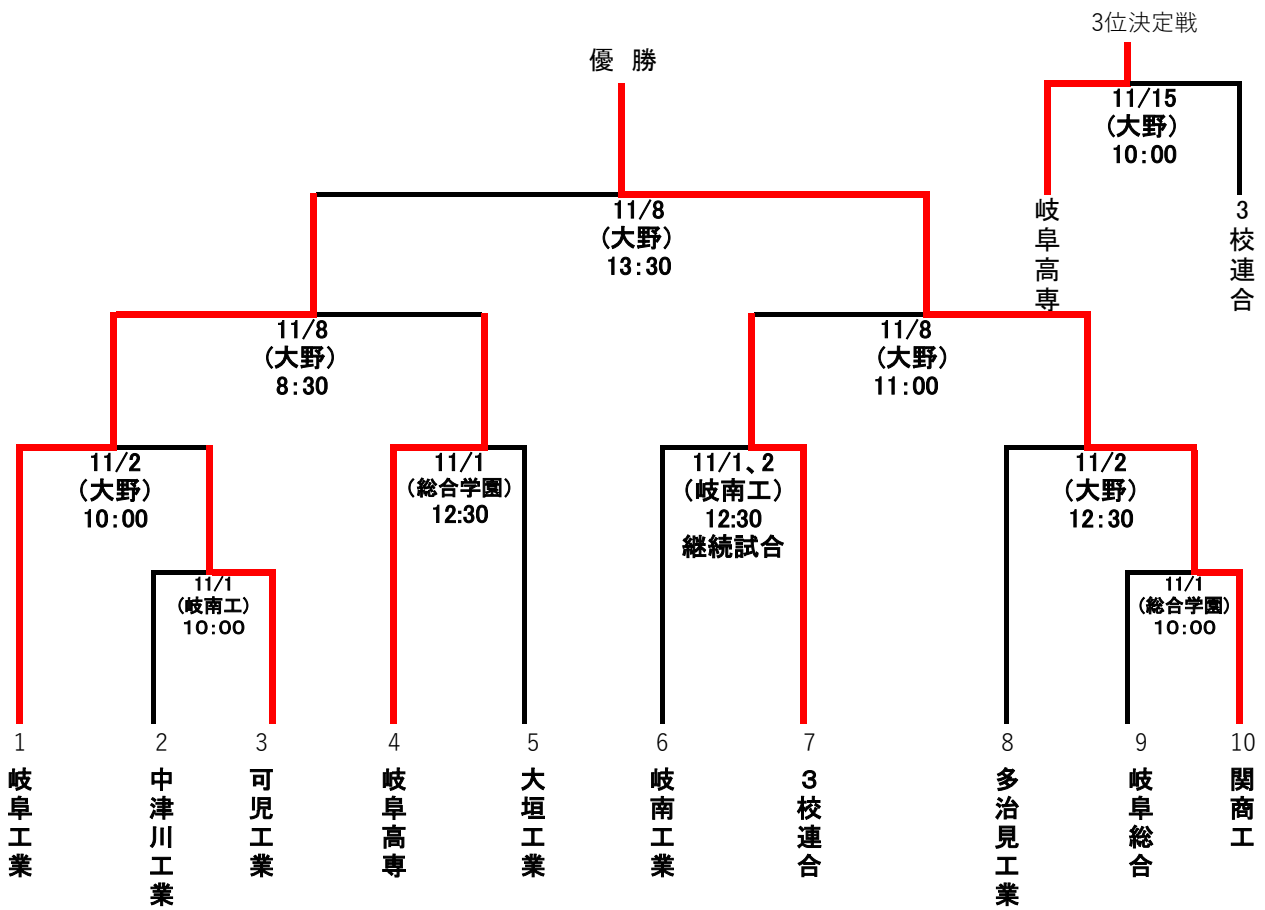 3位決定戦
優　勝
11/15
（大野）
10:00
11/8
（大野）
13:30
岐阜高専
3校連合
11/8
（大野）
8:30
11/8
（大野）
11:00
11/2
（大野）
10:00
11/1
（総合学園）
12:30
11/1、2
（岐南工）
12:30
継続試合
11/2
（大野）
12:30
11/1
（岐南工）
10:00
11/1
（総合学園）
10:00
1
2
3
4
5
6
7
8
9
10
岐阜工業
中津川工業
可児工業
岐阜高専
大垣工業
岐南工業
３校連合
多治見工業
岐阜総合
関商工